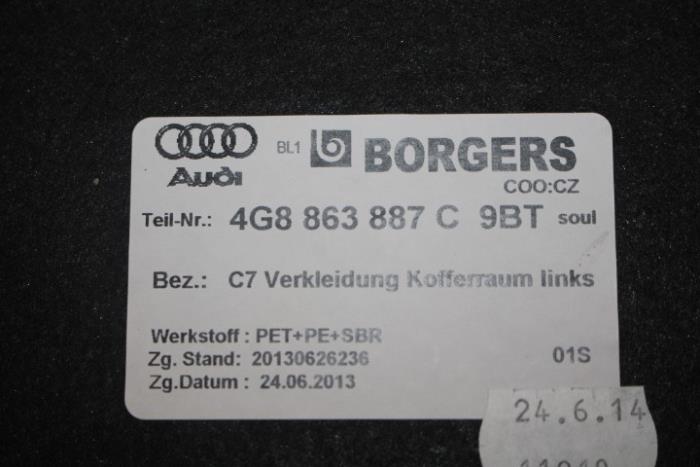 BL1 BORGERS
Audi
COO:CZ
Teil-Nr.: 4G8 863 887 C 9BT soul
Bez.: C7 Verkleidung Kofferraum links
Werkstoff : PET+PE+SBR
Zg. Stand: 20130626236 01S
Zg.Datum : 24.06.2013
24.6.14